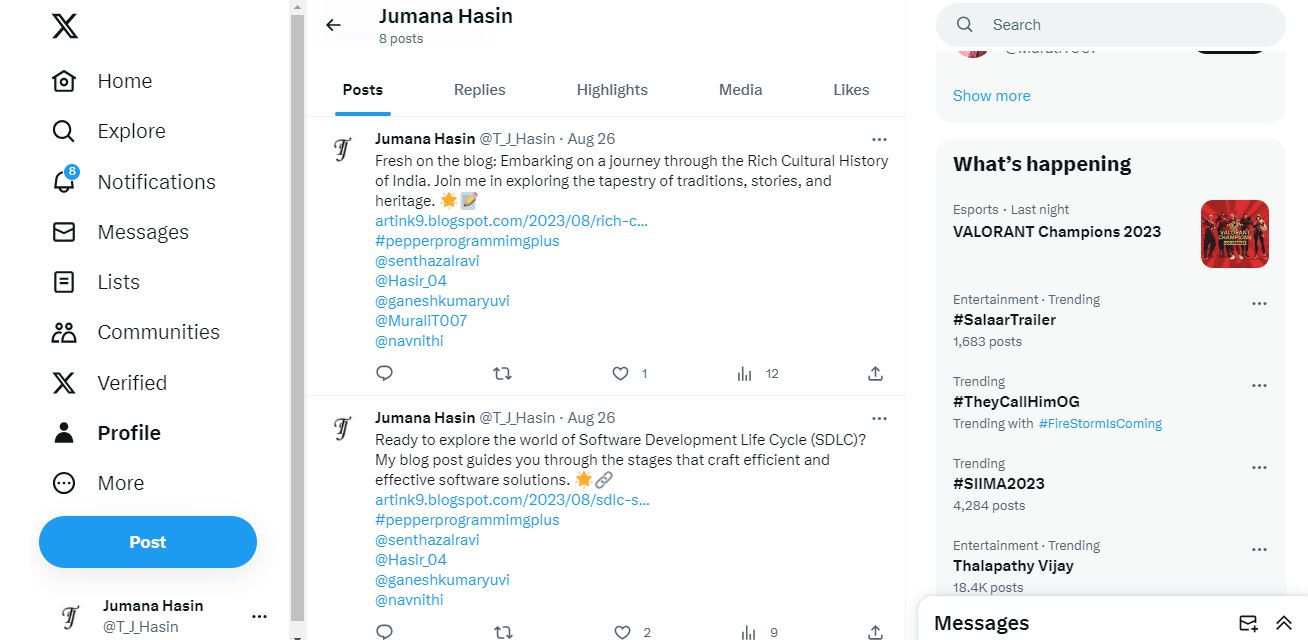 Home
Explore
8
Notifications
Messages
Lists
Communities
Verified
Profile
More
Post
Jumana Hasin
@T_J_Hasin
Jumana Hasin
8 posts
Posts
Replies
Highlights
Media
Likes
Jumana Hasin @T_J_Hasin · Aug 26
Fresh on the blog: Embarking on a journey through the Rich Cultural History
of India. Join me in exploring the tapestry of traditions, stories, and
heritage. 🌟📝
artink9.blogspot.com/2023/08/rich-c...
#pepperprogrammimgplus
@senthazalravi
@Hasir_04
@ganeshkumaryuvi
@MuraliT007
@navnithi
1
12
Jumana Hasin @T_J_Hasin · Aug 26
Ready to explore the world of Software Development Life Cycle (SDLC)?
My blog post guides you through the stages that craft efficient and
effective software solutions. 🌟🔗
artink9.blogspot.com/2023/08/sdlc-s...
#pepperprogrammimgplus
@senthazalravi
@Hasir_04
@ganeshkumaryuvi
@navnithi
2
9
Search
@MuraliT007
Show more
What's happening
Esports · Last night
VALORANT Champions 2023
VALORANT
CHAMPIONS
Entertainment · Trending
#SalaarTrailer
1,683 posts
Trending
#TheyCallHimOG
Trending with #FireStormIsComing
Trending
#SIIMA2023
4,284 posts
Entertainment · Trending
Thalapathy Vijay
18.4K posts
Messages